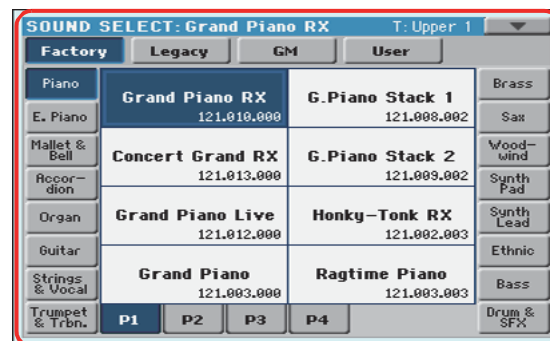 SOUND SELECT: Grand Piano RX T: Upper 1
Factory Legacy GM User
Piano
E. Piano
Mallet &
Bell
Accor-
dion
Organ
Guitar
Strings
& Vocal
Trumpet
& Trbn.
Grand Piano RX
121.010.000
G.Piano Stack 1
121.008.002
Concert Grand RX
121.013.000
G.Piano Stack 2
121.009.002
Grand Piano Live
121.012.000
Honky-Tonk RX
121.002.003
Grand Piano
121.003.000
Ragtime Piano
121.003.003
P1 P2 P3 P4
Brass
Sax
Wood-
wind
Synth
Pad
Synth
Lead
Ethnic
Bass
Drum &
SFX